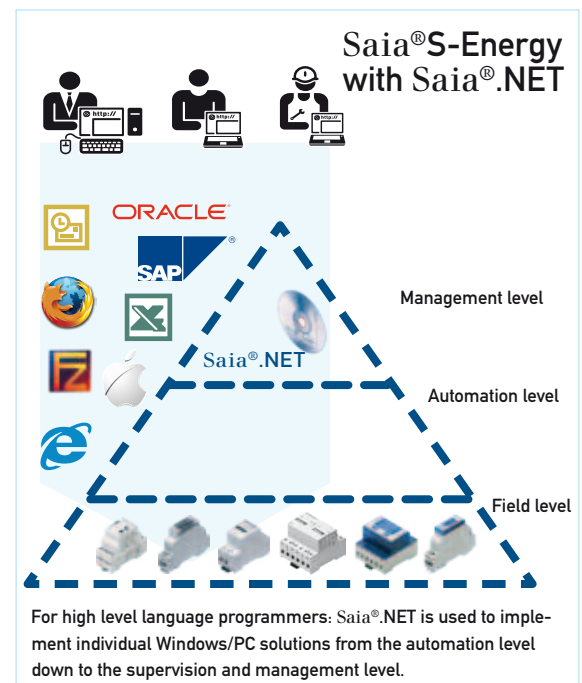 Saia®S-Energy
with Saia®.NET
http://
http://
http://
ORACLE®
SAP®
Management level
Saia®.NET
Automation level
Fz
Field level
For high level language programmers: Saia®.NET is used to imple-
ment individual Windows/PC solutions from the automation level
down to the supervision and management level.